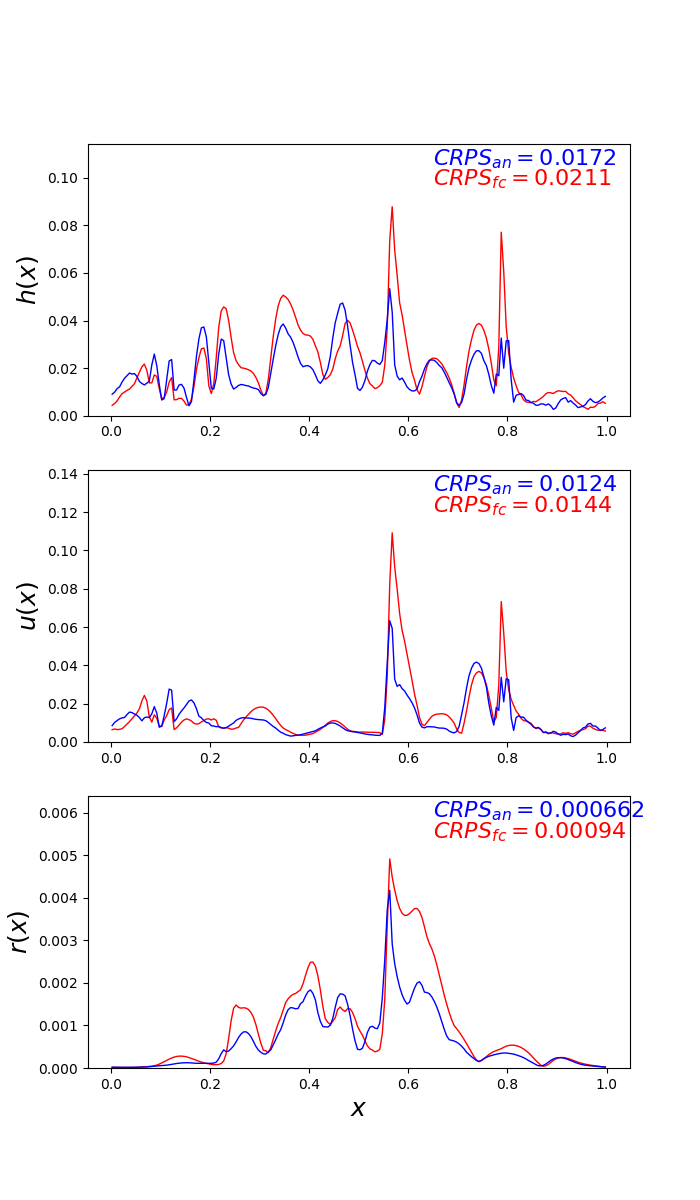 CRPS_an = 0.0172
CRPS_fc = 0.0211
0.10
0.08
0.06
0.04
0.02
0.00
h(x)
0.0 0.2 0.4 0.6 0.8 1.0
CRPS_an = 0.0124
CRPS_fc = 0.0144
0.14
0.12
0.10
0.08
0.06
0.04
0.02
0.00
u(x)
0.0 0.2 0.4 0.6 0.8 1.0
CRPS_an = 0.000662
CRPS_fc = 0.00094
0.006
0.005
0.004
0.003
0.002
0.001
0.000
r(x)
0.0 0.2 0.4 0.6 0.8 1.0
x